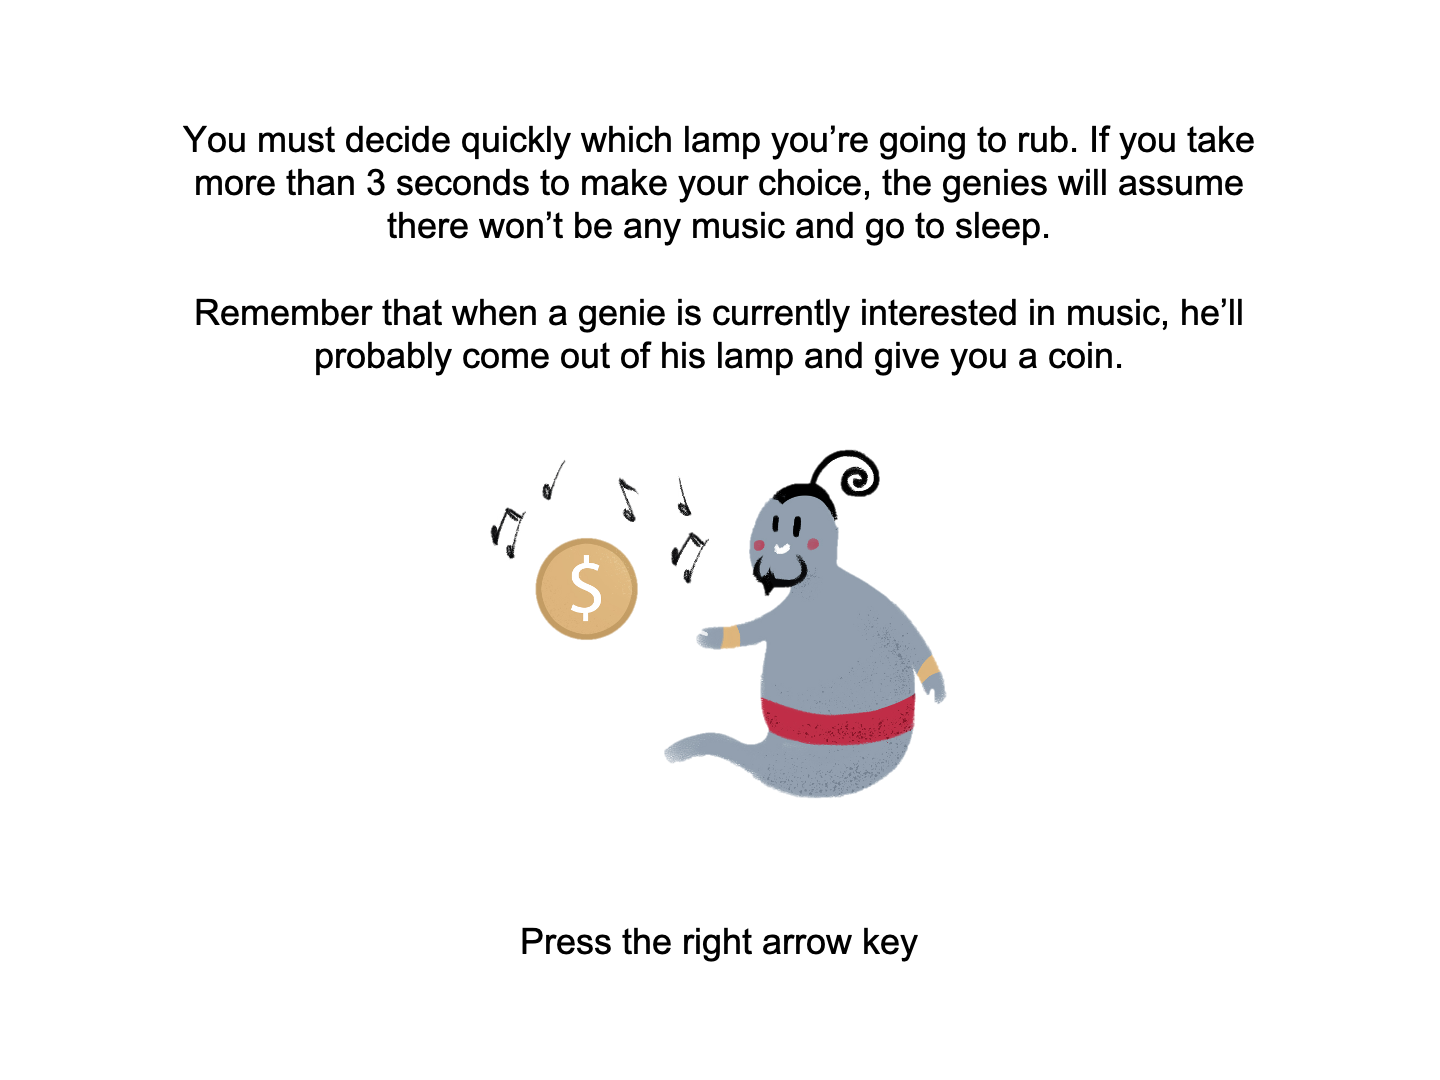 You must decide quickly which lamp you’re going to rub. If you take
more than 3 seconds to make your choice, the genies will assume
there won’t be any music and go to sleep.
Remember that when a genie is currently interested in music, he’ll
probably come out of his lamp and give you a coin.
$
Press the right arrow key